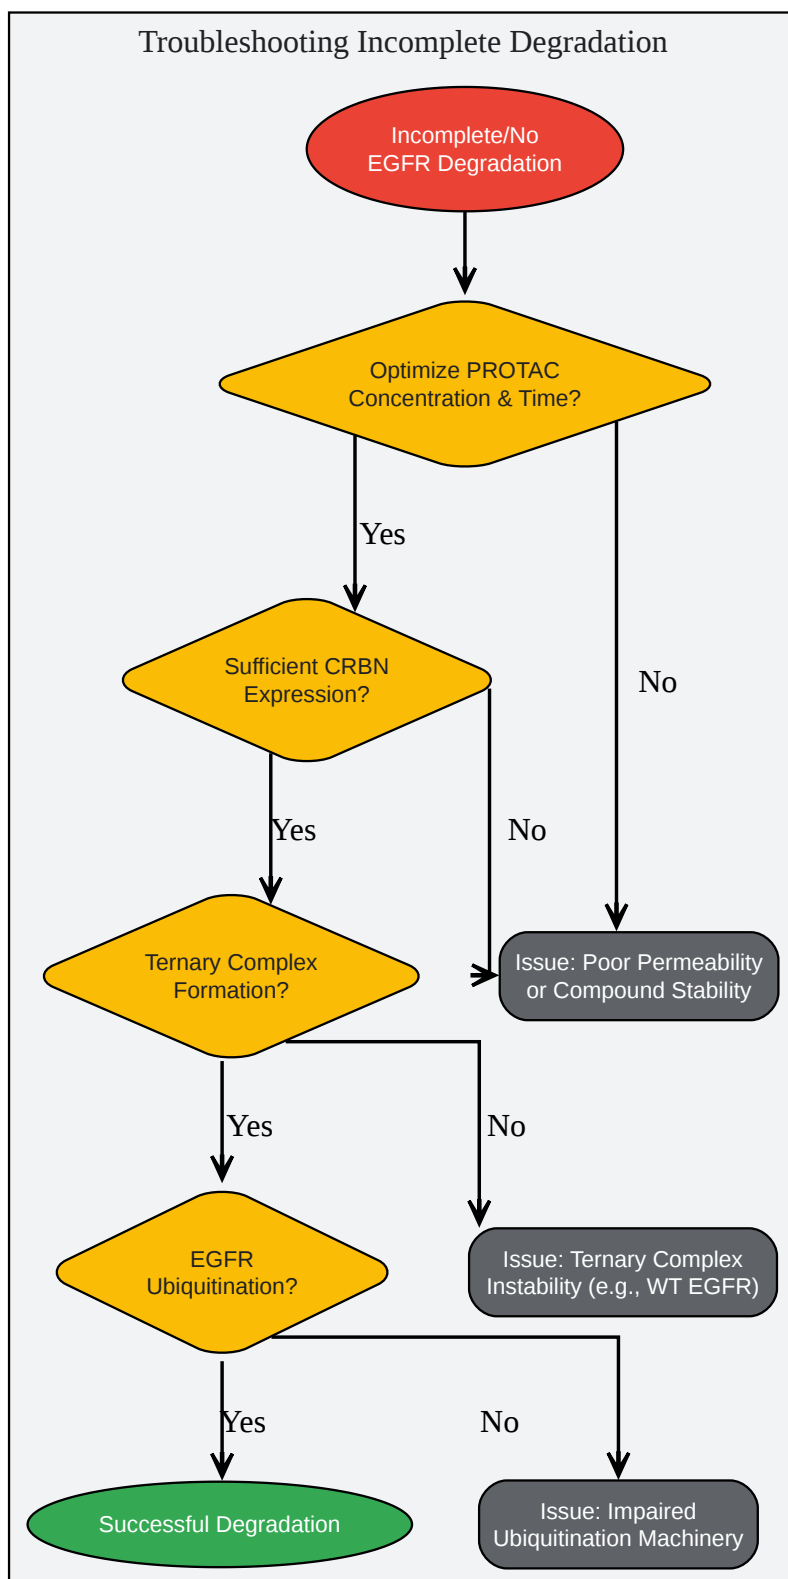 Troubleshooting Incomplete Degradation
Incomplete/No
EGFR Degradation
Optimize PROTAC
Concentration & Time?
Yes
No
Sufficient CRBN
Expression?
Yes
No
Ternary Complex
Formation?
Issue: Poor Permeability
or Compound Stability
Yes
No
EGFR
Ubiquitination?
Issue: Ternary Complex
Instability (e.g., WT EGFR)
Yes
No
Successful Degradation
Issue: Impaired
Ubiquitination Machinery